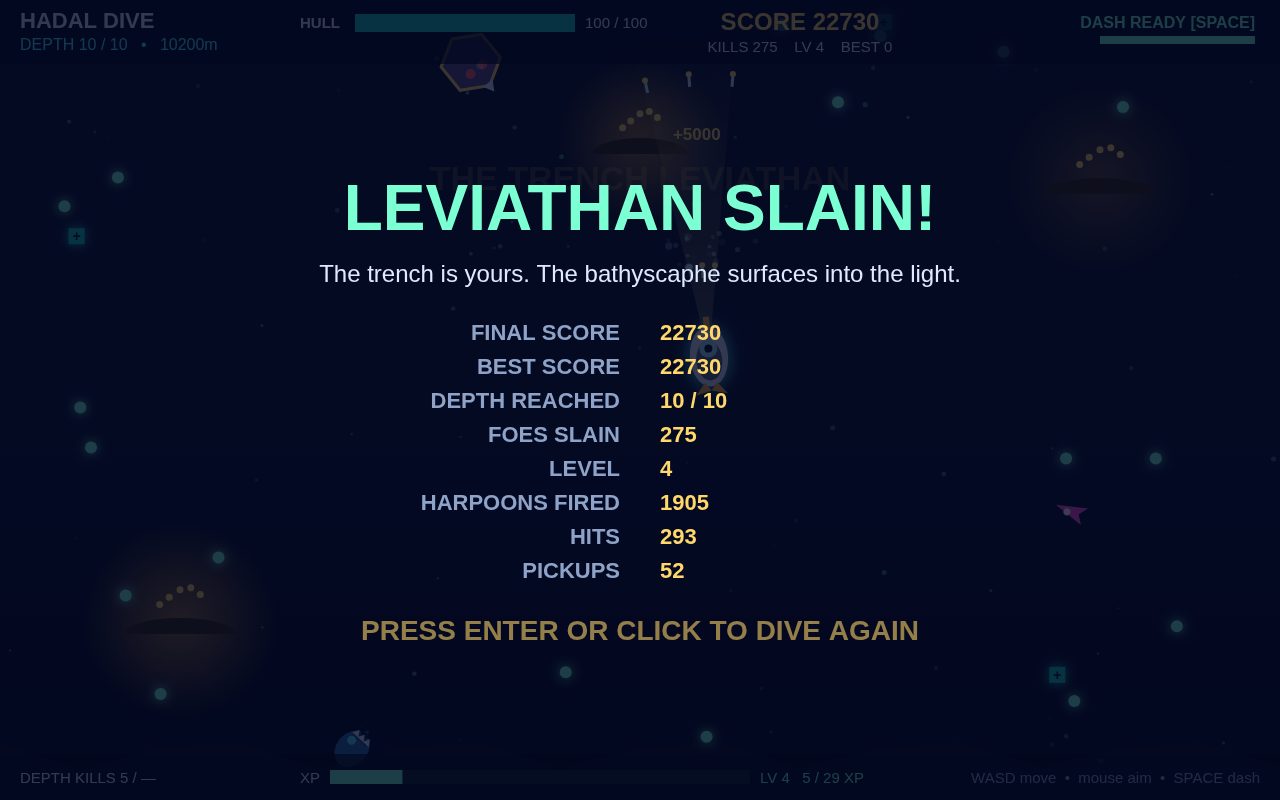 HADAL DIVE
DEPTH 10 / 10 • 10200m
HULL 100 / 100
SCORE 22730
KILLS 275 LV 4 BEST 0
DASH READY [SPACE]
+5000
THE TRENCH LEVIATHAN
LEVIATHAN SLAIN!
The trench is yours. The bathyscaphe surfaces into the light.
FINAL SCORE 22730
BEST SCORE 22730
DEPTH REACHED 10 / 10
FOES SLAIN 275
LEVEL 4
HARPOONS FIRED 1905
HITS 293
PICKUPS 52
PRESS ENTER OR CLICK TO DIVE AGAIN
DEPTH KILLS 5 / —
XP LV 4 5 / 29 XP
WASD move • mouse aim • SPACE dash